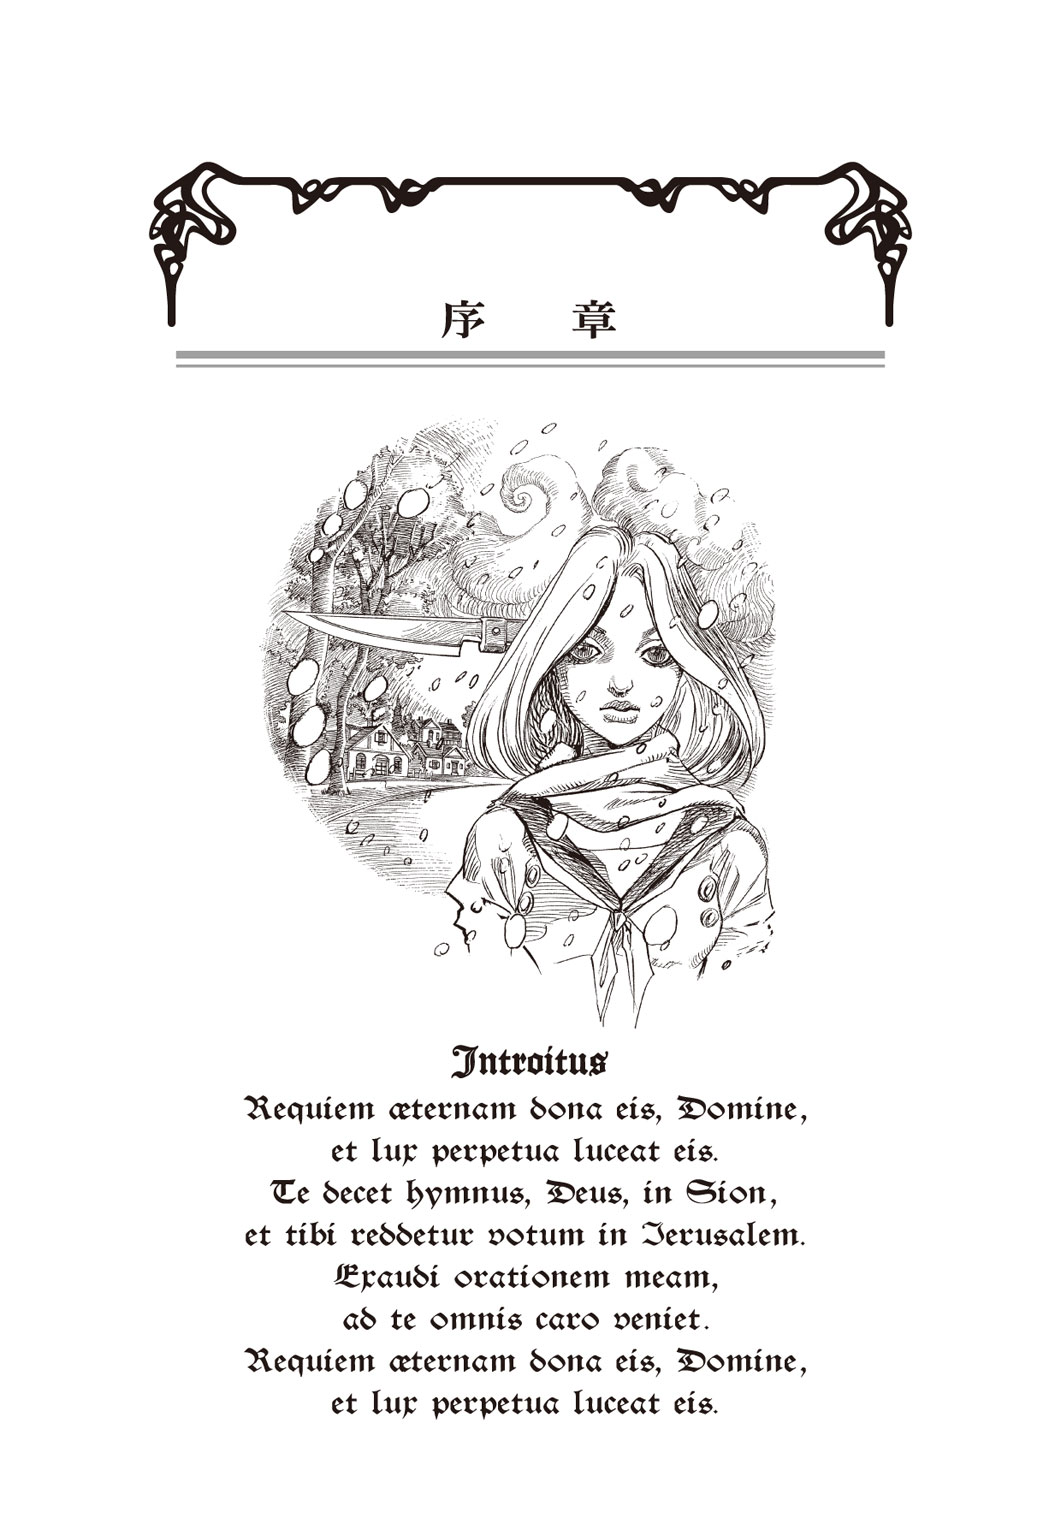 序章
Introitus
Requiem æternam dona eis, Domine,
et lux perpetua luceat eis.
Te decet hymnus, Deus, in Sion,
et tibi reddetur votum in Ierusalem.
Exaudi orationem meam,
ad te omnis caro veniet.
Requiem æternam dona eis, Domine,
et lux perpetua luceat eis.